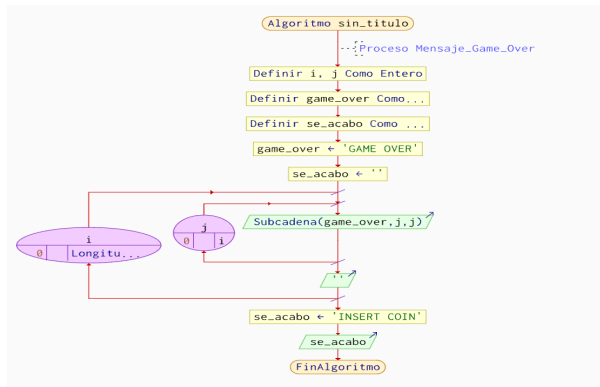 Algoritmo sin_titulo
Proceso Mensaje_Game_Over
Definir i, j Como Entero
Definir game_over Como...
Definir se_acabo Como ...
game_over ← 'GAME OVER'
se_acabo ← ''
i
0 Longitu...
j
0 i
Subcadena(game_over,j,j)
''
se_acabo ← 'INSERT COIN'
se_acabo
FinAlgoritmo